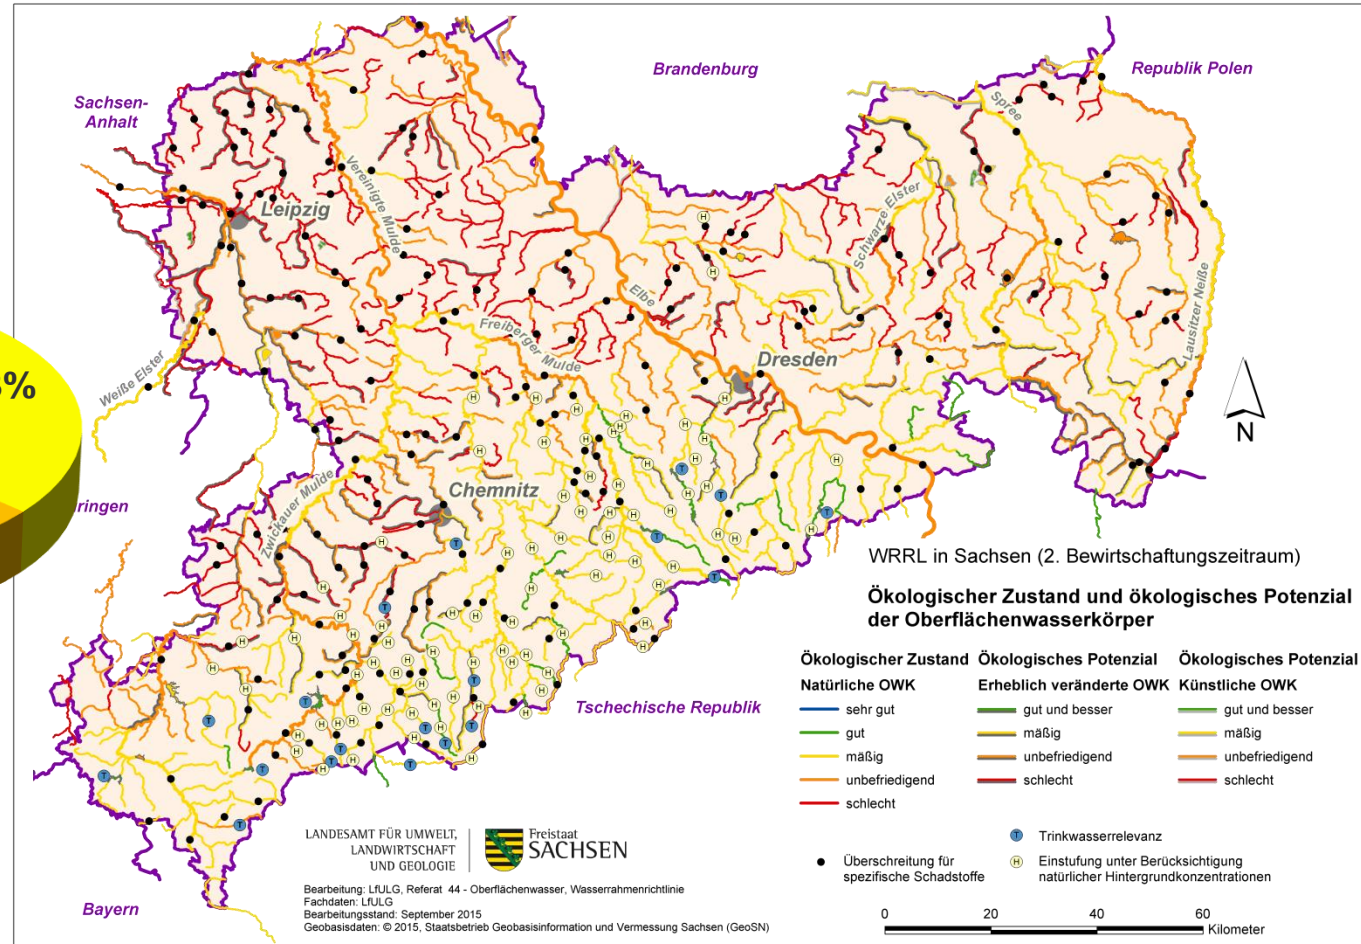 Brandenburg
Republik Polen
Sachsen-
Anhalt
Spree
Vereinigte Mulde
Leipzig
Schwarze Elster
Elbe
Lausitzer Neiße
Freiberger Mulde
Dresden
Weiße Elster
%
N
Chemnitz
ringen
Zwickauer Mulde
WRRL in Sachsen (2. Bewirtschaftungszeitraum)
Ökologischer Zustand und ökologisches Potenzial
der Oberflächenwasserkörper
Ökologischer Zustand
Natürliche OWK
sehr gut
gut
mäßig
unbefriedigend
schlecht
Ökologisches Potenzial
Erheblich veränderte OWK
gut und besser
mäßig
unbefriedigend
schlecht
Ökologisches Potenzial
Künstliche OWK
gut und besser
mäßig
unbefriedigend
schlecht
Tschechische Republik
T Trinkwasserrelevanz
Überschreitung für
spezifische Schadstoffe
H Einstufung unter Berücksichtigung
natürlicher Hintergrundkonzentrationen
LANDESAMT FÜR UMWELT,
LANDWIRTSCHAFT
UND GEOLOGIE
Freistaat
SACHSEN
Bayern
Bearbeitung: LfULG, Referat 44 - Oberflächenwasser, Wasserrahmenrichtlinie
Fachdaten: LfULG
Bearbeitungsstand: September 2015
Geobasisdaten: © 2015, Staatsbetrieb Geobasisinformation und Vermessung Sachsen (GeoSN)
0 20 40 60
Kilometer